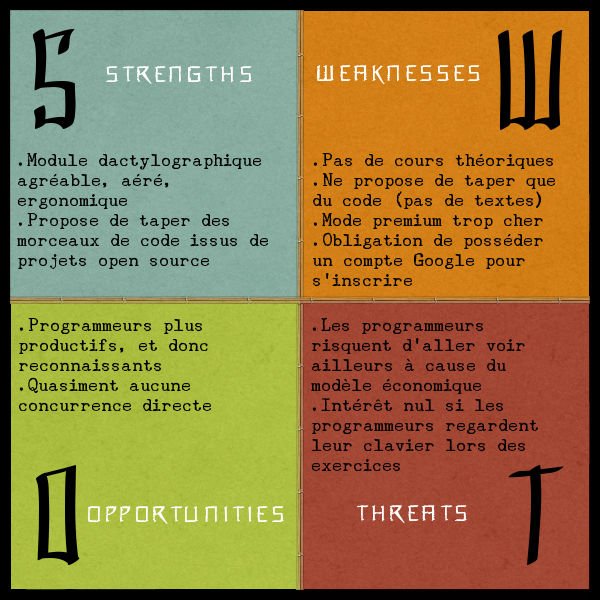 S
STRENGTHS
.Module dactylographique
agréable, aéré,
ergonomique
.Propose de taper des
morceaux de code issus de
projets open source
WEAKNESSES
W
.Pas de cours théoriques
.Ne propose de taper que
du code (pas de textes)
.Mode premium trop cher
.Obligation de posséder
un compte Google pour
s'inscrire
.Programmeurs plus
productifs, et donc
reconnaissants
.Quasiment aucune
concurrence directe
O
OPPORTUNITIES
.Les programmeurs
risquent d'aller voir
ailleurs à cause du
modèle économique
.Intérêt nul si les
programmeurs regardent
leur clavier lors des
exercices
THREATS
T